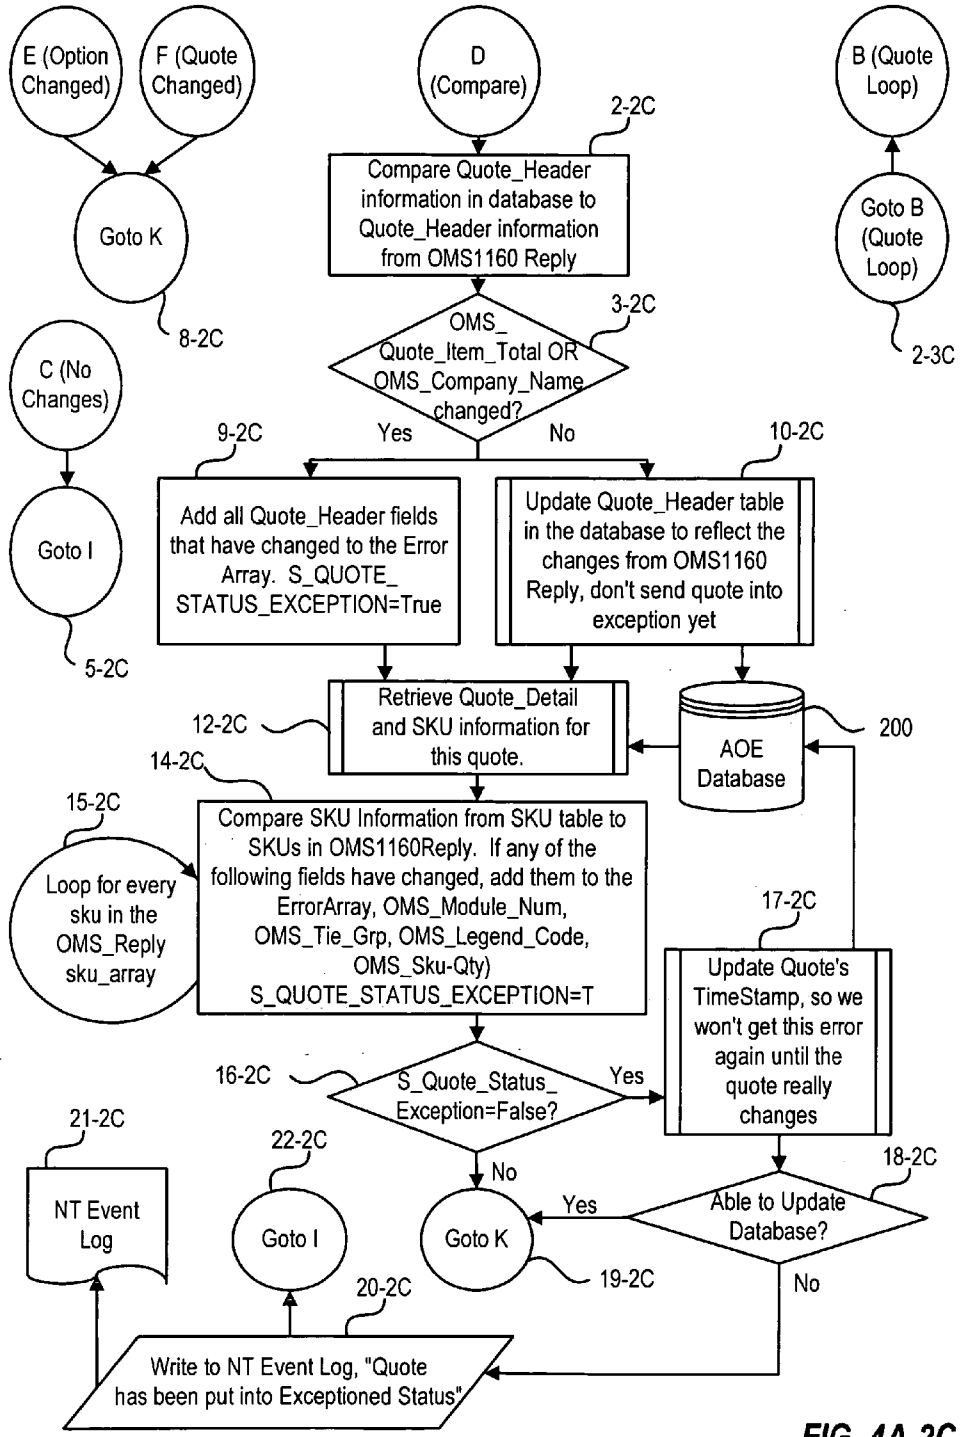 E (Option
Changed)
F (Quote
Changed)
D
(Compare)
B (Quote
Loop)
2-2C
Compare Quote_Header
information in database to
Quote_Header information
from OMS1160 Reply
Goto K
Goto B
(Quote
Loop)
8-2C
3-2C
2-3C
OMS_
Quote_Item_Total OR
OMS_Company_Name
changed?
C (No
Changes)
Yes
No
9-2C
10-2C
Add all Quote_Header fields
that have changed to the Error
Array. S_QUOTE_
STATUS_EXCEPTION=True
Update Quote_Header table
in the database to reflect the
changes from OMS1160
Reply, don't send quote into
exception yet
Goto I
5-2C
12-2C
Retrieve Quote_Detail
and SKU information for
this quote.
200
AOE
Database
14-2C
15-2C
Loop for every
sku in the
OMS_Reply
sku_array
Compare SKU Information from SKU table to
SKUs in OMS1160Reply. If any of the
following fields have changed, add them to the
ErrorArray, OMS_Module_Num,
OMS_Tie_Grp, OMS_Legend_Code,
OMS_Sku-Qty)
S_QUOTE_STATUS_EXCEPTION=T
17-2C
Update Quote's
TimeStamp, so we
won't get this error
again until the
quote really
changes
16-2C
S_Quote_Status_
Exception=False?
Yes
No
21-2C
NT Event
Log
22-2C
Goto I
Goto K
19-2C
18-2C
Able to Update
Database?
Yes
No
20-2C
Write to NT Event Log, "Quote
has been put into Exceptioned Status"
FIG. 4A-2C